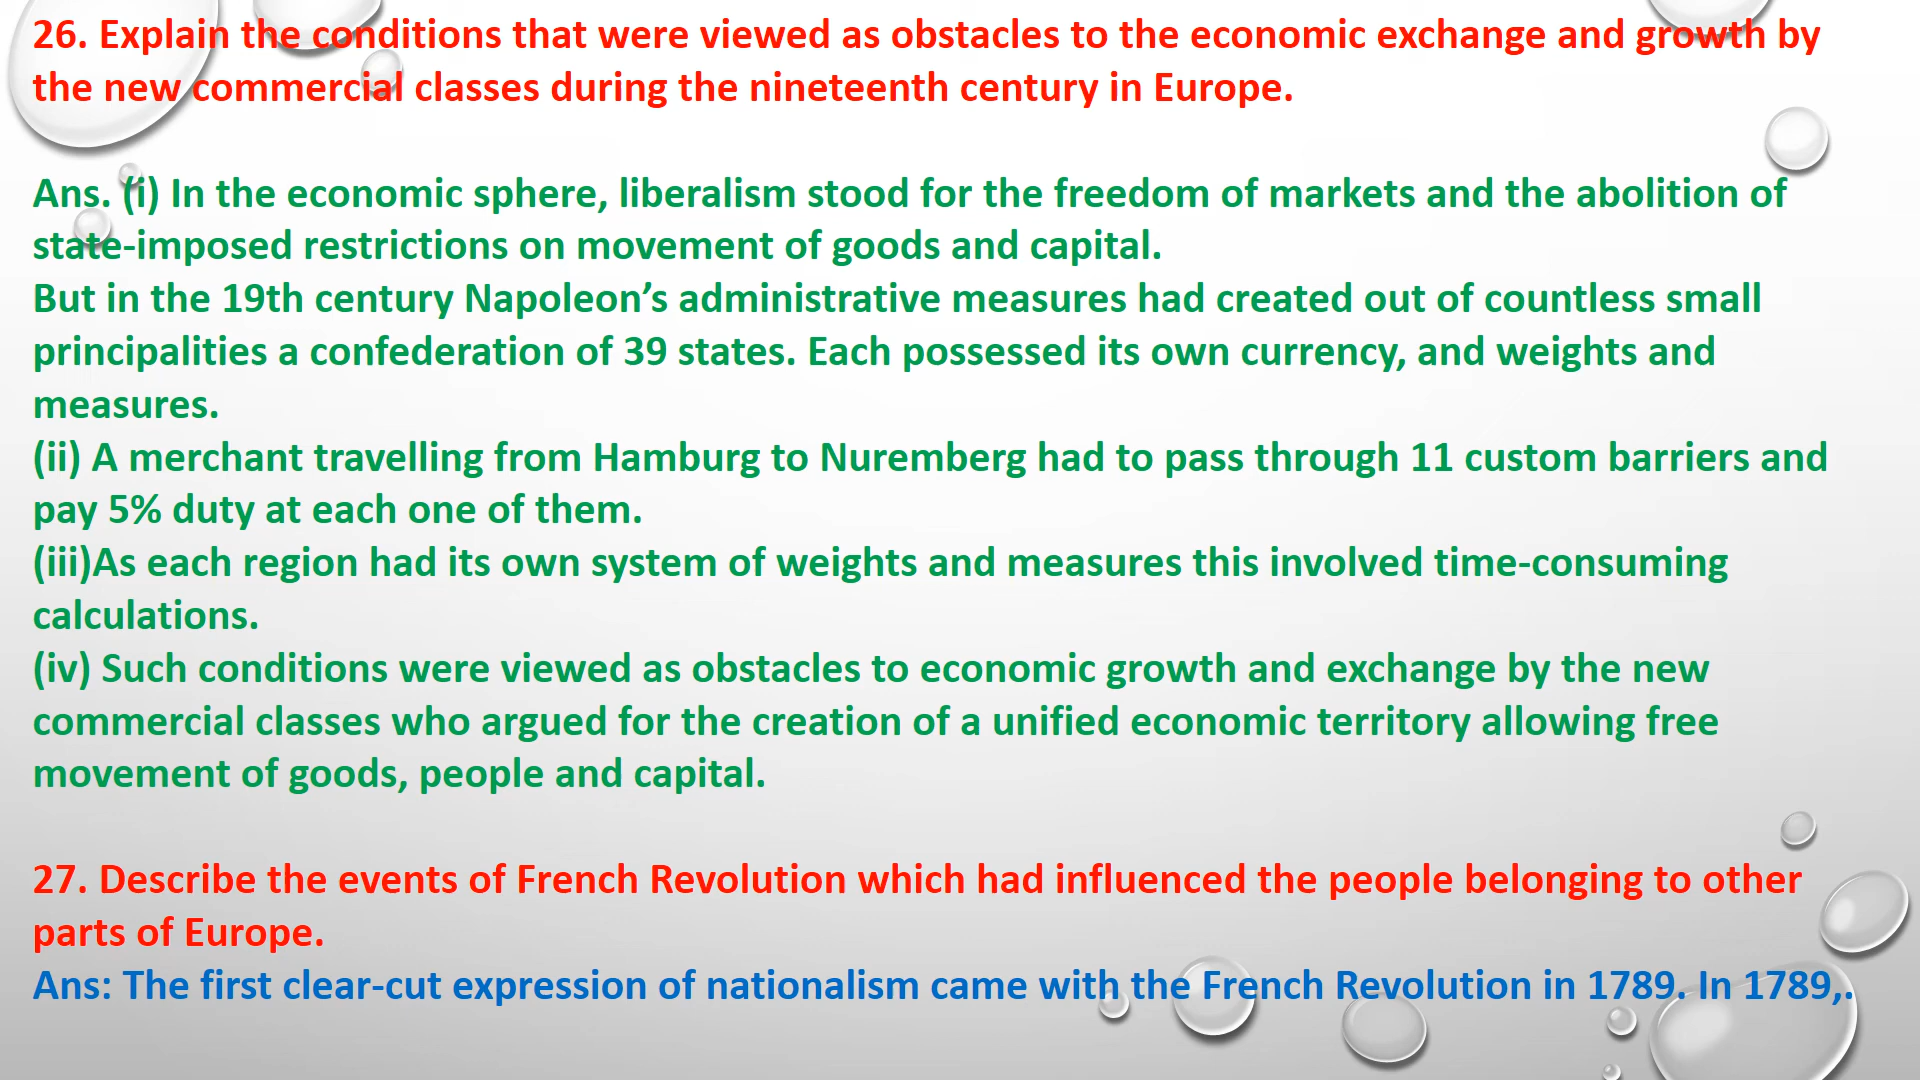 26. Explain the conditions that were viewed as obstacles to the economic exchange and growth by
the new commercial classes during the nineteenth century in Europe.
Ans. (i) In the economic sphere, liberalism stood for the freedom of markets and the abolition of
state-imposed restrictions on movement of goods and capital.
But in the 19th century Napoleon’s administrative measures had created out of countless small
principalities a confederation of 39 states. Each possessed its own currency, and weights and
measures.
(ii) A merchant travelling from Hamburg to Nuremberg had to pass through 11 custom barriers and
pay 5% duty at each one of them.
(iii)As each region had its own system of weights and measures this involved time-consuming
calculations.
(iv) Such conditions were viewed as obstacles to economic growth and exchange by the new
commercial classes who argued for the creation of a unified economic territory allowing free
movement of goods, people and capital.
27. Describe the events of French Revolution which had influenced the people belonging to other
parts of Europe.
Ans: The first clear-cut expression of nationalism came with the French Revolution in 1789. In 1789,.